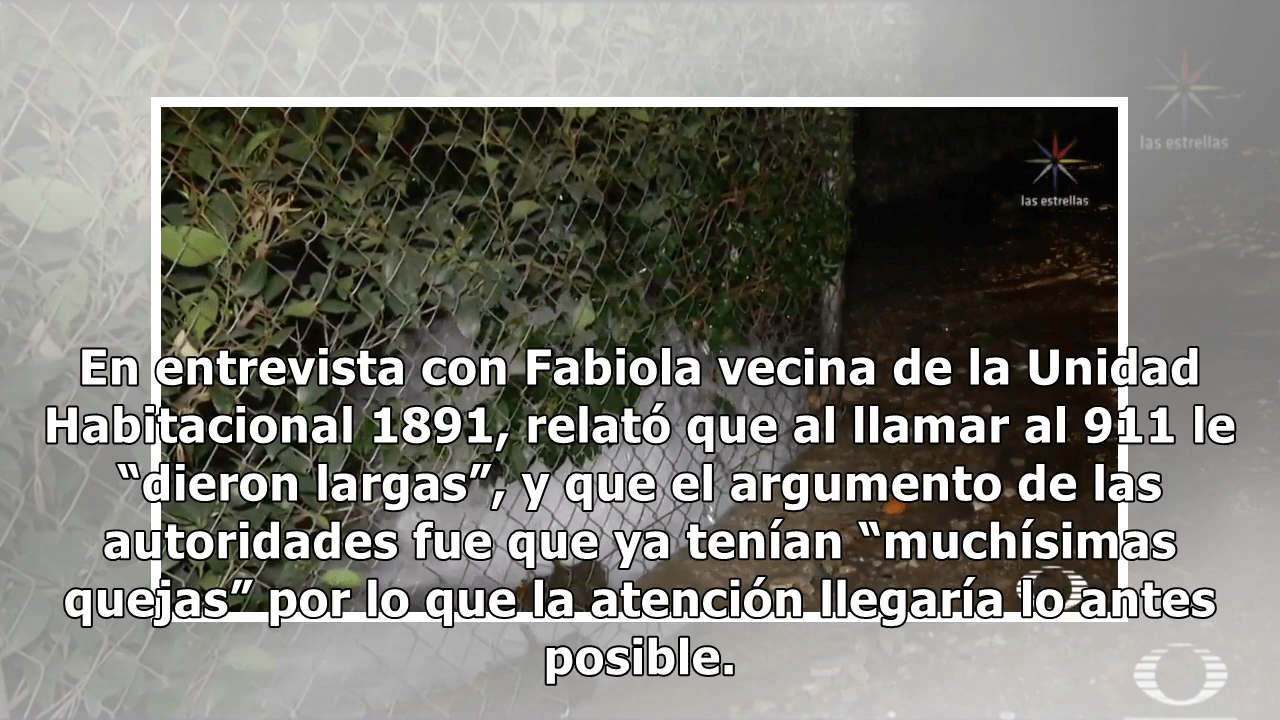 las estrellas
las estrellas
En entrevista con Fabiola vecina de la Unidad
Habitacional 1891, relató que al llamar al 911 le
“dieron largas”, y que el argumento de las
autoridades fue que ya tenían “muchísimas
quejas” por lo que la atención llegaría lo antes
posible.